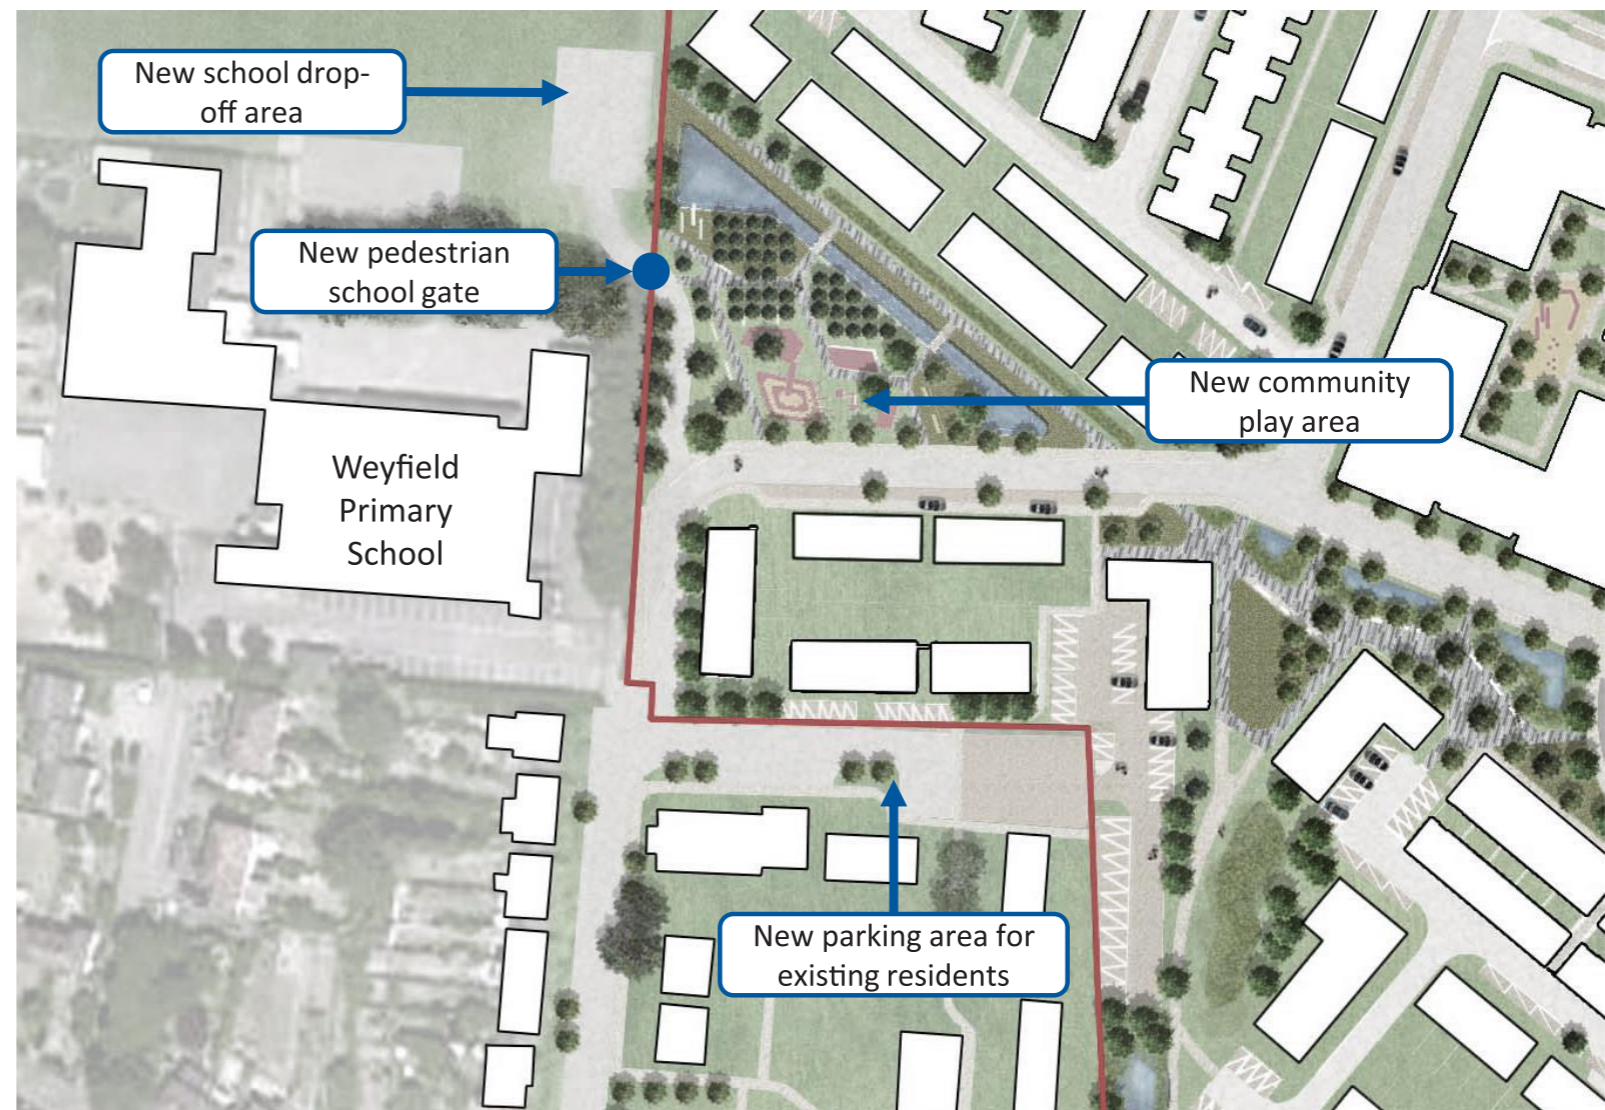 New school drop-
off area
New pedestrian
school gate
New community
play area
Weyfield
Primary
School
New parking area for
existing residents